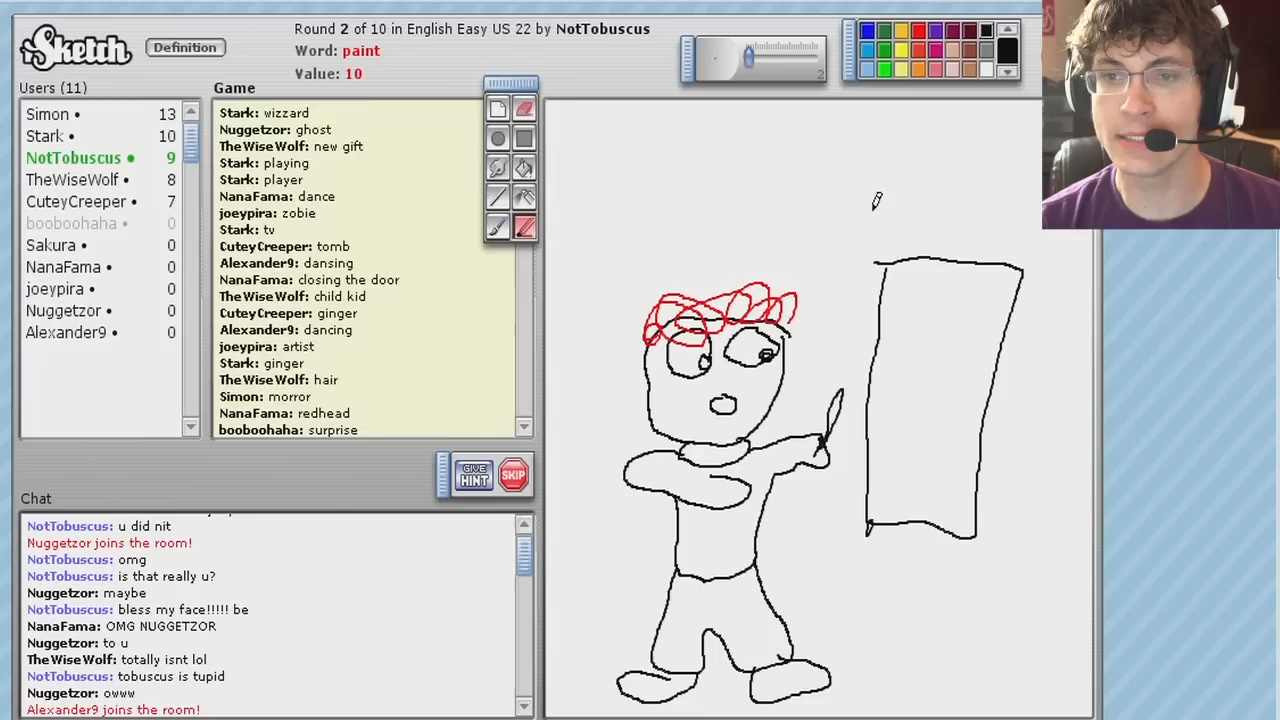 iSketch
Definition
Round 2 of 10 in English Easy US 22 by NotTobuscus
Word: paint
Value: 10
2
Users (11)
Simon • 13
Stark • 10
NotTobuscus • 9
TheWiseWolf • 8
CuteyCreeper • 7
booboohaha • 0
Sakura • 0
NanaFama • 0
joeypira • 0
Nuggetzor • 0
Alexander9 • 0
Game
Stark: wizzard
Nuggetzor: ghost
TheWiseWolf: new gift
Stark: playing
Stark: player
NanaFama: dance
joeypira: zobie
Stark: tv
CuteyCreeper: tomb
Alexander9: dansing
NanaFama: closing the door
TheWiseWolf: child kid
CuteyCreeper: ginger
Alexander9: dancing
joeypira: artist
Stark: ginger
TheWiseWolf: hair
Simon: morror
NanaFama: redhead
booboohaha: surprise
GIVE HINT
SKIP
Chat
NotTobuscus: u did nit
Nuggetzor joins the room!
NotTobuscus: omg
NotTobuscus: is that really u?
Nuggetzor: maybe
NotTobuscus: bless my face!!!!! be
NanaFama: OMG NUGGETZOR
Nuggetzor: to u
TheWiseWolf: totally isnt lol
NotTobuscus: tobuscus is tupid
Nuggetzor: owww
Alexander9 joins the room!